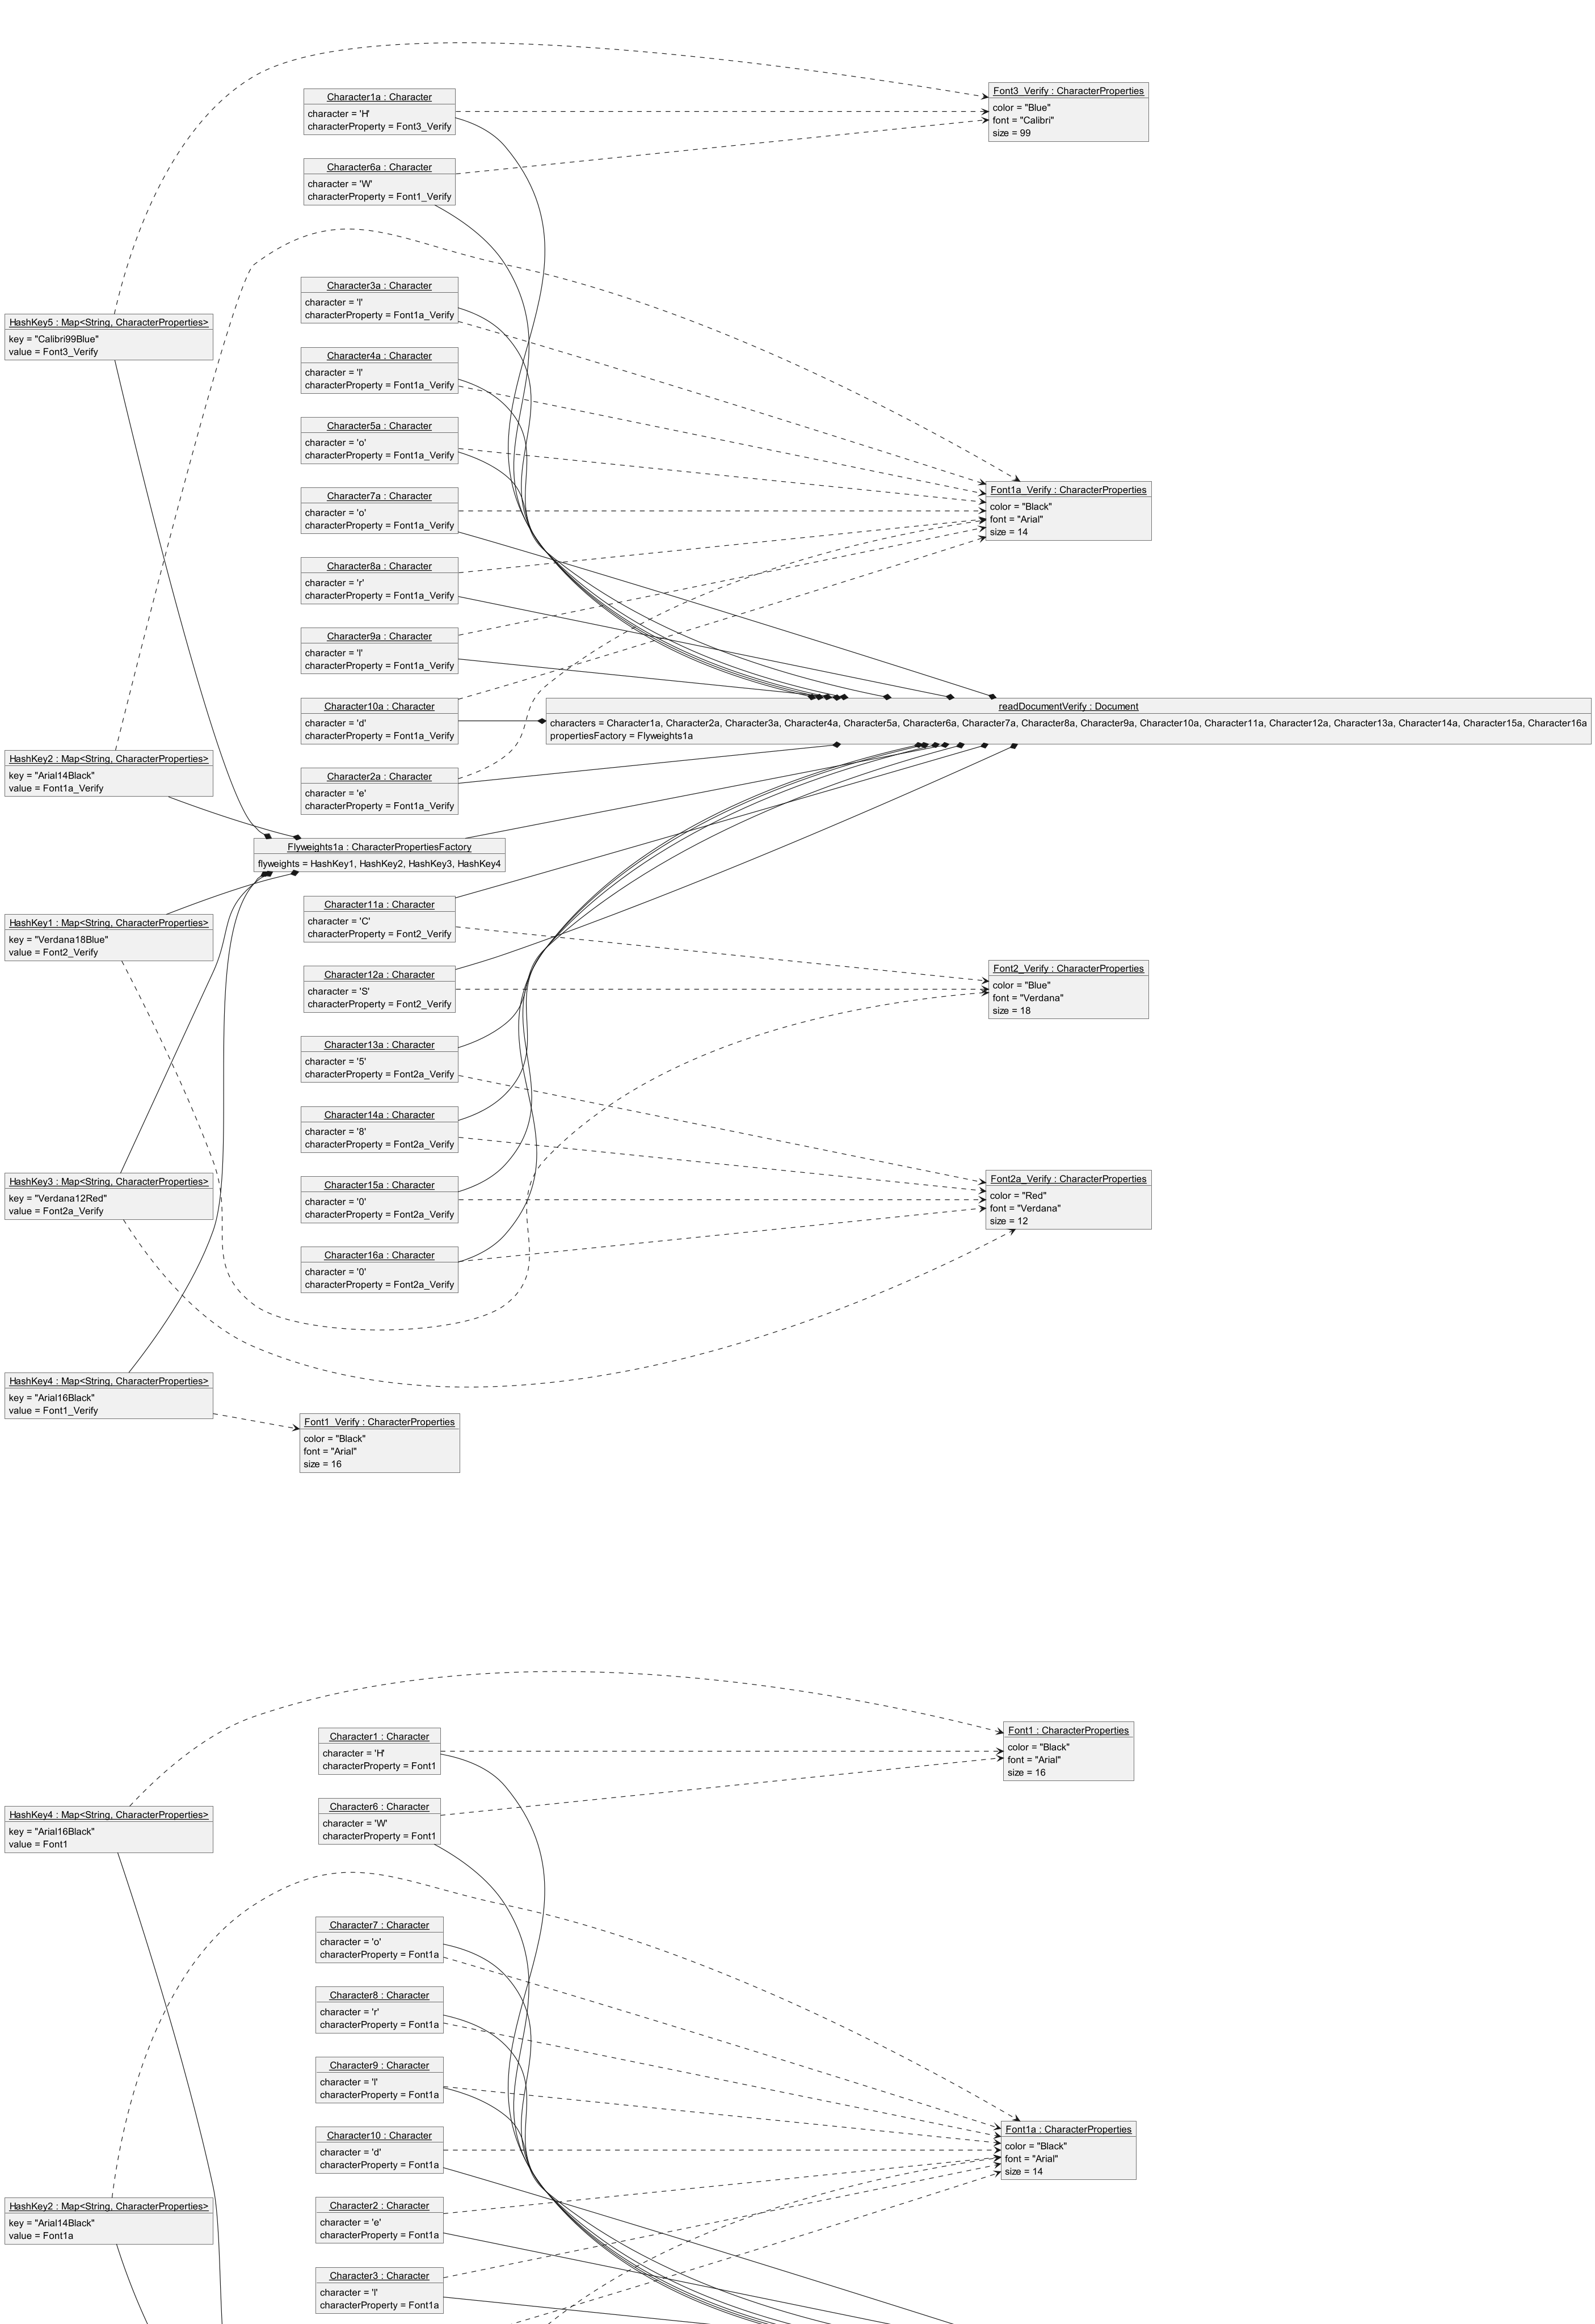 Character1a : Character
character = 'H'
characterProperty = Font3_Verify
Font3_Verify : CharacterProperties
color = "Blue"
font = "Calibri"
size = 99
Character6a : Character
character = 'W'
characterProperty = Font1_Verify
Character3a : Character
character = 'l'
characterProperty = Font1a_Verify
HashKey5 : Map<String, CharacterProperties>
key = "Calibri99Blue"
value = Font3_Verify
Character4a : Character
character = 'l'
characterProperty = Font1a_Verify
Character5a : Character
character = 'o'
characterProperty = Font1a_Verify
Character7a : Character
character = 'o'
characterProperty = Font1a_Verify
Font1a_Verify : CharacterProperties
color = "Black"
font = "Arial"
size = 14
Character8a : Character
character = 'r'
characterProperty = Font1a_Verify
Character9a : Character
character = 'l'
characterProperty = Font1a_Verify
Character10a : Character
character = 'd'
characterProperty = Font1a_Verify
readDocumentVerify : Document
characters = Character1a, Character2a, Character3a, Character4a, Character5a, Character6a, Character7a, Character8a, Character9a, Character10a, Character11a, Character12a, Character13a, Character14a, Character15a, Character16a
propertiesFactory = Flyweights1a
HashKey2 : Map<String, CharacterProperties>
key = "Arial14Black"
value = Font1a_Verify
Character2a : Character
character = 'e'
characterProperty = Font1a_Verify
Flyweights1a : CharacterPropertiesFactory
flyweights = HashKey1, HashKey2, HashKey3, HashKey4
HashKey1 : Map<String, CharacterProperties>
key = "Verdana18Blue"
value = Font2_Verify
Character11a : Character
character = 'C'
characterProperty = Font2_Verify
Character12a : Character
character = 'S'
characterProperty = Font2_Verify
Font2_Verify : CharacterProperties
color = "Blue"
font = "Verdana"
size = 18
Character13a : Character
character = '5'
characterProperty = Font2a_Verify
Character14a : Character
character = '8'
characterProperty = Font2a_Verify
HashKey3 : Map<String, CharacterProperties>
key = "Verdana12Red"
value = Font2a_Verify
Character15a : Character
character = '0'
characterProperty = Font2a_Verify
Font2a_Verify : CharacterProperties
color = "Red"
font = "Verdana"
size = 12
Character16a : Character
character = '0'
characterProperty = Font2a_Verify
HashKey4 : Map<String, CharacterProperties>
key = "Arial16Black"
value = Font1_Verify
Font1_Verify : CharacterProperties
color = "Black"
font = "Arial"
size = 16
Character1 : Character
character = 'H'
characterProperty = Font1
Font1 : CharacterProperties
color = "Black"
font = "Arial"
size = 16
HashKey4 : Map<String, CharacterProperties>
key = "Arial16Black"
value = Font1
Character6 : Character
character = 'W'
characterProperty = Font1
Character7 : Character
character = 'o'
characterProperty = Font1a
Character8 : Character
character = 'r'
characterProperty = Font1a
Character9 : Character
character = 'l'
characterProperty = Font1a
Character10 : Character
character = 'd'
characterProperty = Font1a
Font1a : CharacterProperties
color = "Black"
font = "Arial"
size = 14
HashKey2 : Map<String, CharacterProperties>
key = "Arial14Black"
value = Font1a
Character2 : Character
character = 'e'
characterProperty = Font1a
Character3 : Character
character = 'l'
characterProperty = Font1a